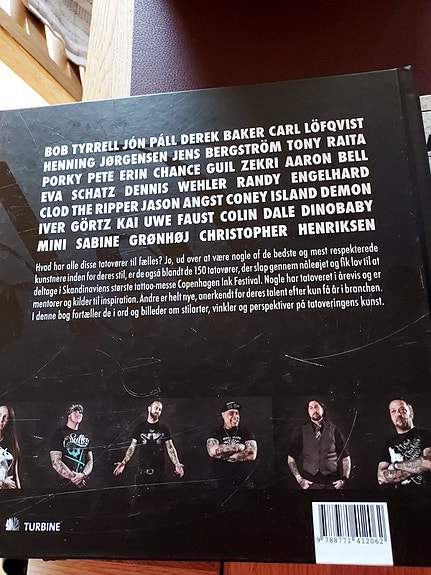 BOB TYRRELL JÓN PÁLL DEREK BAKER CARL LÖFQVIST
HENNING JØRGENSEN JENS BERGSTRÖM TONY RAITA
PORKY PETE ERIN CHANCE GUIL ZEKRI AARON BELL
EVA SCHATZ DENNIS WEHLER RANDY ENGELHARD
CLOD THE RIPPER JASON ANGST CONEY ISLAND DEMON
IVER GÖRTZ KAI UWE FAUST COLIN DALE DINOBABY
MINI SABINE GRØNHØJ CHRISTOPHER HENRIKSEN
Hvad har alle disse tatovører til fælles? Jo, ud over at være nogle af de bedste og mest respekterede
kunstnere inden for deres stil, er de også blandt de 150 tatovører, der slap gennem nåleøjet og fik lov til at
deltage i Skandinaviens største tattoo-messe Copenhagen Ink Festival. Nogle har tatoveret i årevis og er
mentorer og kilder til inspiration. Andre er helt nye, anerkendt for deres talent efter kun få år i branchen.
I denne bog fortæller de i ord og billeder om stilarter, vinkler og perspektiver på tatoveringens kunst.
TURBINE
9 788771 412062